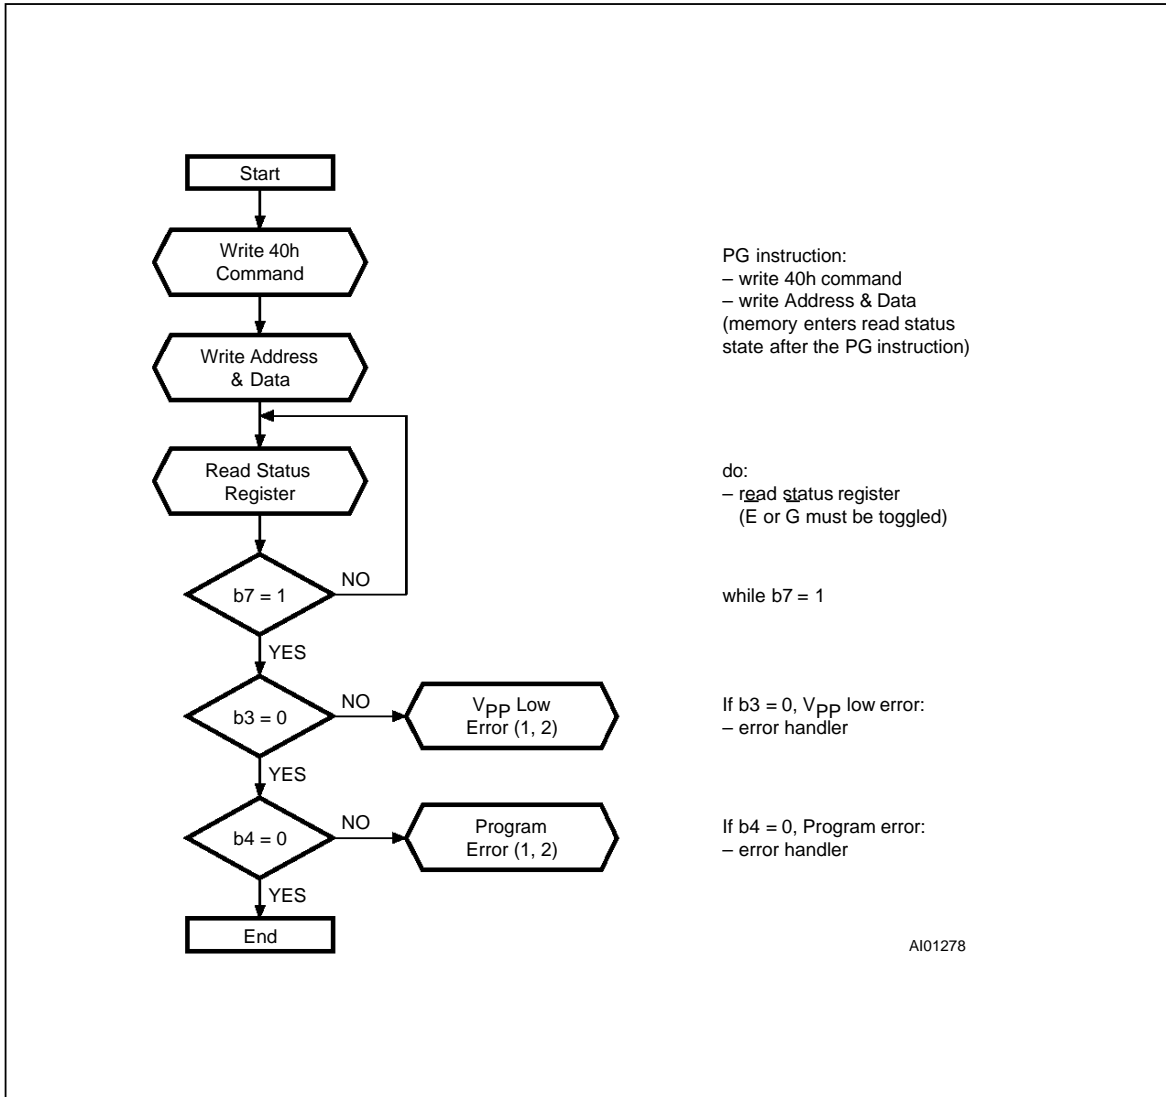 Start
Write 40h
Command
PG instruction:
– write 40h command
– write Address & Data
(memory enters read status
state after the PG instruction)
Write Address
& Data
Read Status
Register
do:
– read status register
(E̅ or G̅ must be toggled)
b7 = 1
NO
while b7 = 1
YES
b3 = 0
NO
VPP Low
Error (1, 2)
If b3 = 0, VPP low error:
– error handler
YES
b4 = 0
NO
Program
Error (1, 2)
If b4 = 0, Program error:
– error handler
YES
End
AI01278